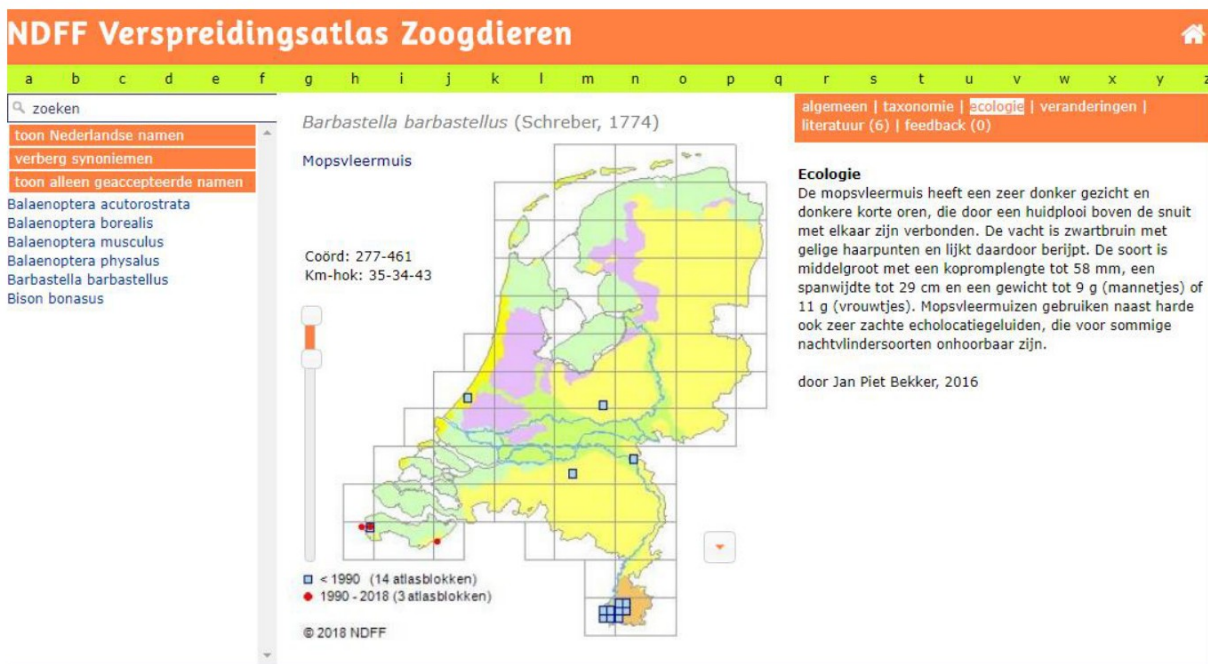 NDFF Verspreidingsatlas Zoogdieren
a b c d e f g h i j k l m n o p q r s t u v w x y z
zoeken
toon Nederlandse namen
verberg synoniemen
toon alleen geaccepteerde namen
Balaenoptera acutorostrata
Balaenoptera borealis
Balaenoptera musculus
Balaenoptera physalus
Barbastella barbastellus
Bison bonasus
Barbastella barbastellus (Schreber, 1774)
Mopsvleermuis
Coörd: 277-461
Km-hok: 35-34-43
< 1990 (14 atlasblokken)
1990 - 2018 (3 atlasblokken)
© 2018 NDFF
algemeen | taxonomie | ecologie | veranderingen |
literatuur (6) | feedback (0)
Ecologie
De mopsvleermuis heeft een zeer donker gezicht en
donkere korte oren, die door een huidplooi boven de snuit
met elkaar zijn verbonden. De vacht is zwartbruin met
gelige haarpunten en lijkt daardoor berijpt. De soort is
middelgroot met een kopromplengte tot 58 mm, een
spanwijdte tot 29 cm en een gewicht tot 9 g (mannetjes) of
11 g (vrouwtjes). Mopsvleermuizen gebruiken naast harde
ook zeer zachte echolocatiegeluiden, die voor sommige
nachtvlindersoorten onhoorbaar zijn.
door Jan Piet Bekker, 2016